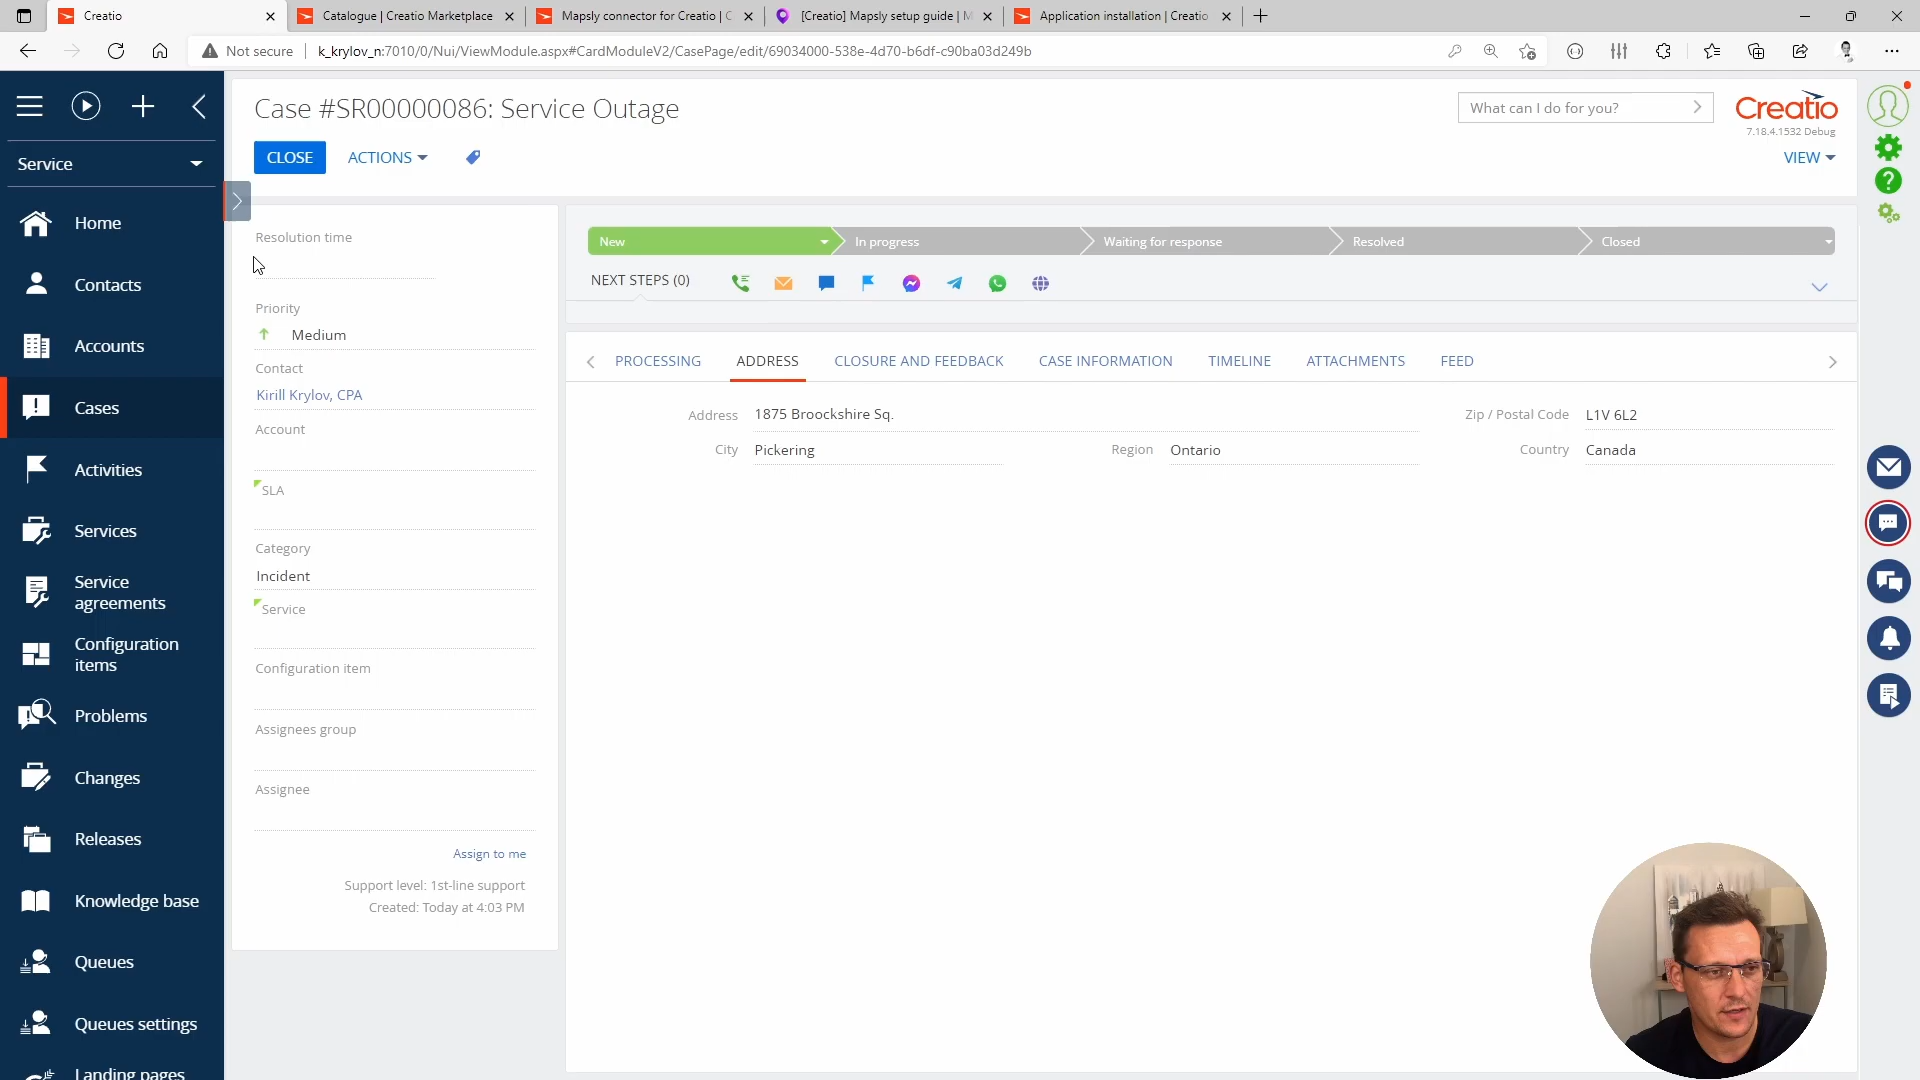 Creatio
Catalogue | Creatio Marketplace
Mapsly connector for Creatio | C
[Creatio] Mapsly setup guide | M
Application installation | Creatio
Not secure
k_krylov_n:7010/0/Nui/ViewModule.aspx#CardModuleV2/CasePage/edit/69034000-538e-4d70-b6df-c90ba03d249b
Service
Home
Contacts
Accounts
Cases
Activities
Services
Service
agreements
Configuration
items
Problems
Changes
Releases
Knowledge base
Queues
Queues settings
Landing pages
Case #SR00000086: Service Outage
What can I do for you?
Creatio
7.18.4.1532 Debug
CLOSE
ACTIONS
VIEW
Resolution time
Priority
Medium
Contact
Kirill Krylov, CPA
Account
SLA
Category
Incident
Service
Configuration item
Assignees group
Assignee
Assign to me
Support level: 1st-line support
Created: Today at 4:03 PM
New
In progress
Waiting for response
Resolved
Closed
NEXT STEPS (0)
PROCESSING
ADDRESS
CLOSURE AND FEEDBACK
CASE INFORMATION
TIMELINE
ATTACHMENTS
FEED
Address
1875 Broockshire Sq.
Zip / Postal Code
L1V 6L2
City
Pickering
Region
Ontario
Country
Canada